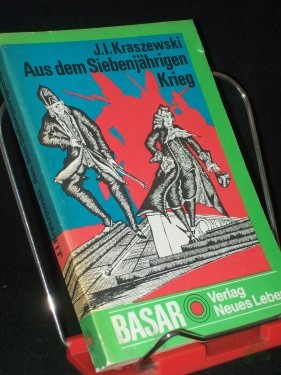 J.I.Kraszewski
Aus dem Siebenjährigen
Krieg
BASAR
Verlag
Neues Leben